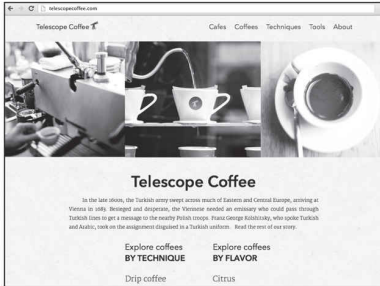 telescopecoffee.com
Telescope Coffee
Cafes Coffees Techniques Tools About
Telescope Coffee
In the late 1600s, the Turkish army swept across much of Eastern and Central Europe, arriving at
Vienna in 1683. Besieged and desperate, the Viennese needed an emissary who could pass through
Turkish lines to get a message to the nearby Polish troops. Franz George Kolshitsky, who spoke Turkish
and Arabic, took on the assignment disguised in a Turkish uniform. Read the rest of our story.
Explore coffees
BY TECHNIQUE
Explore coffees
BY FLAVOR
Drip coffee
Citrus